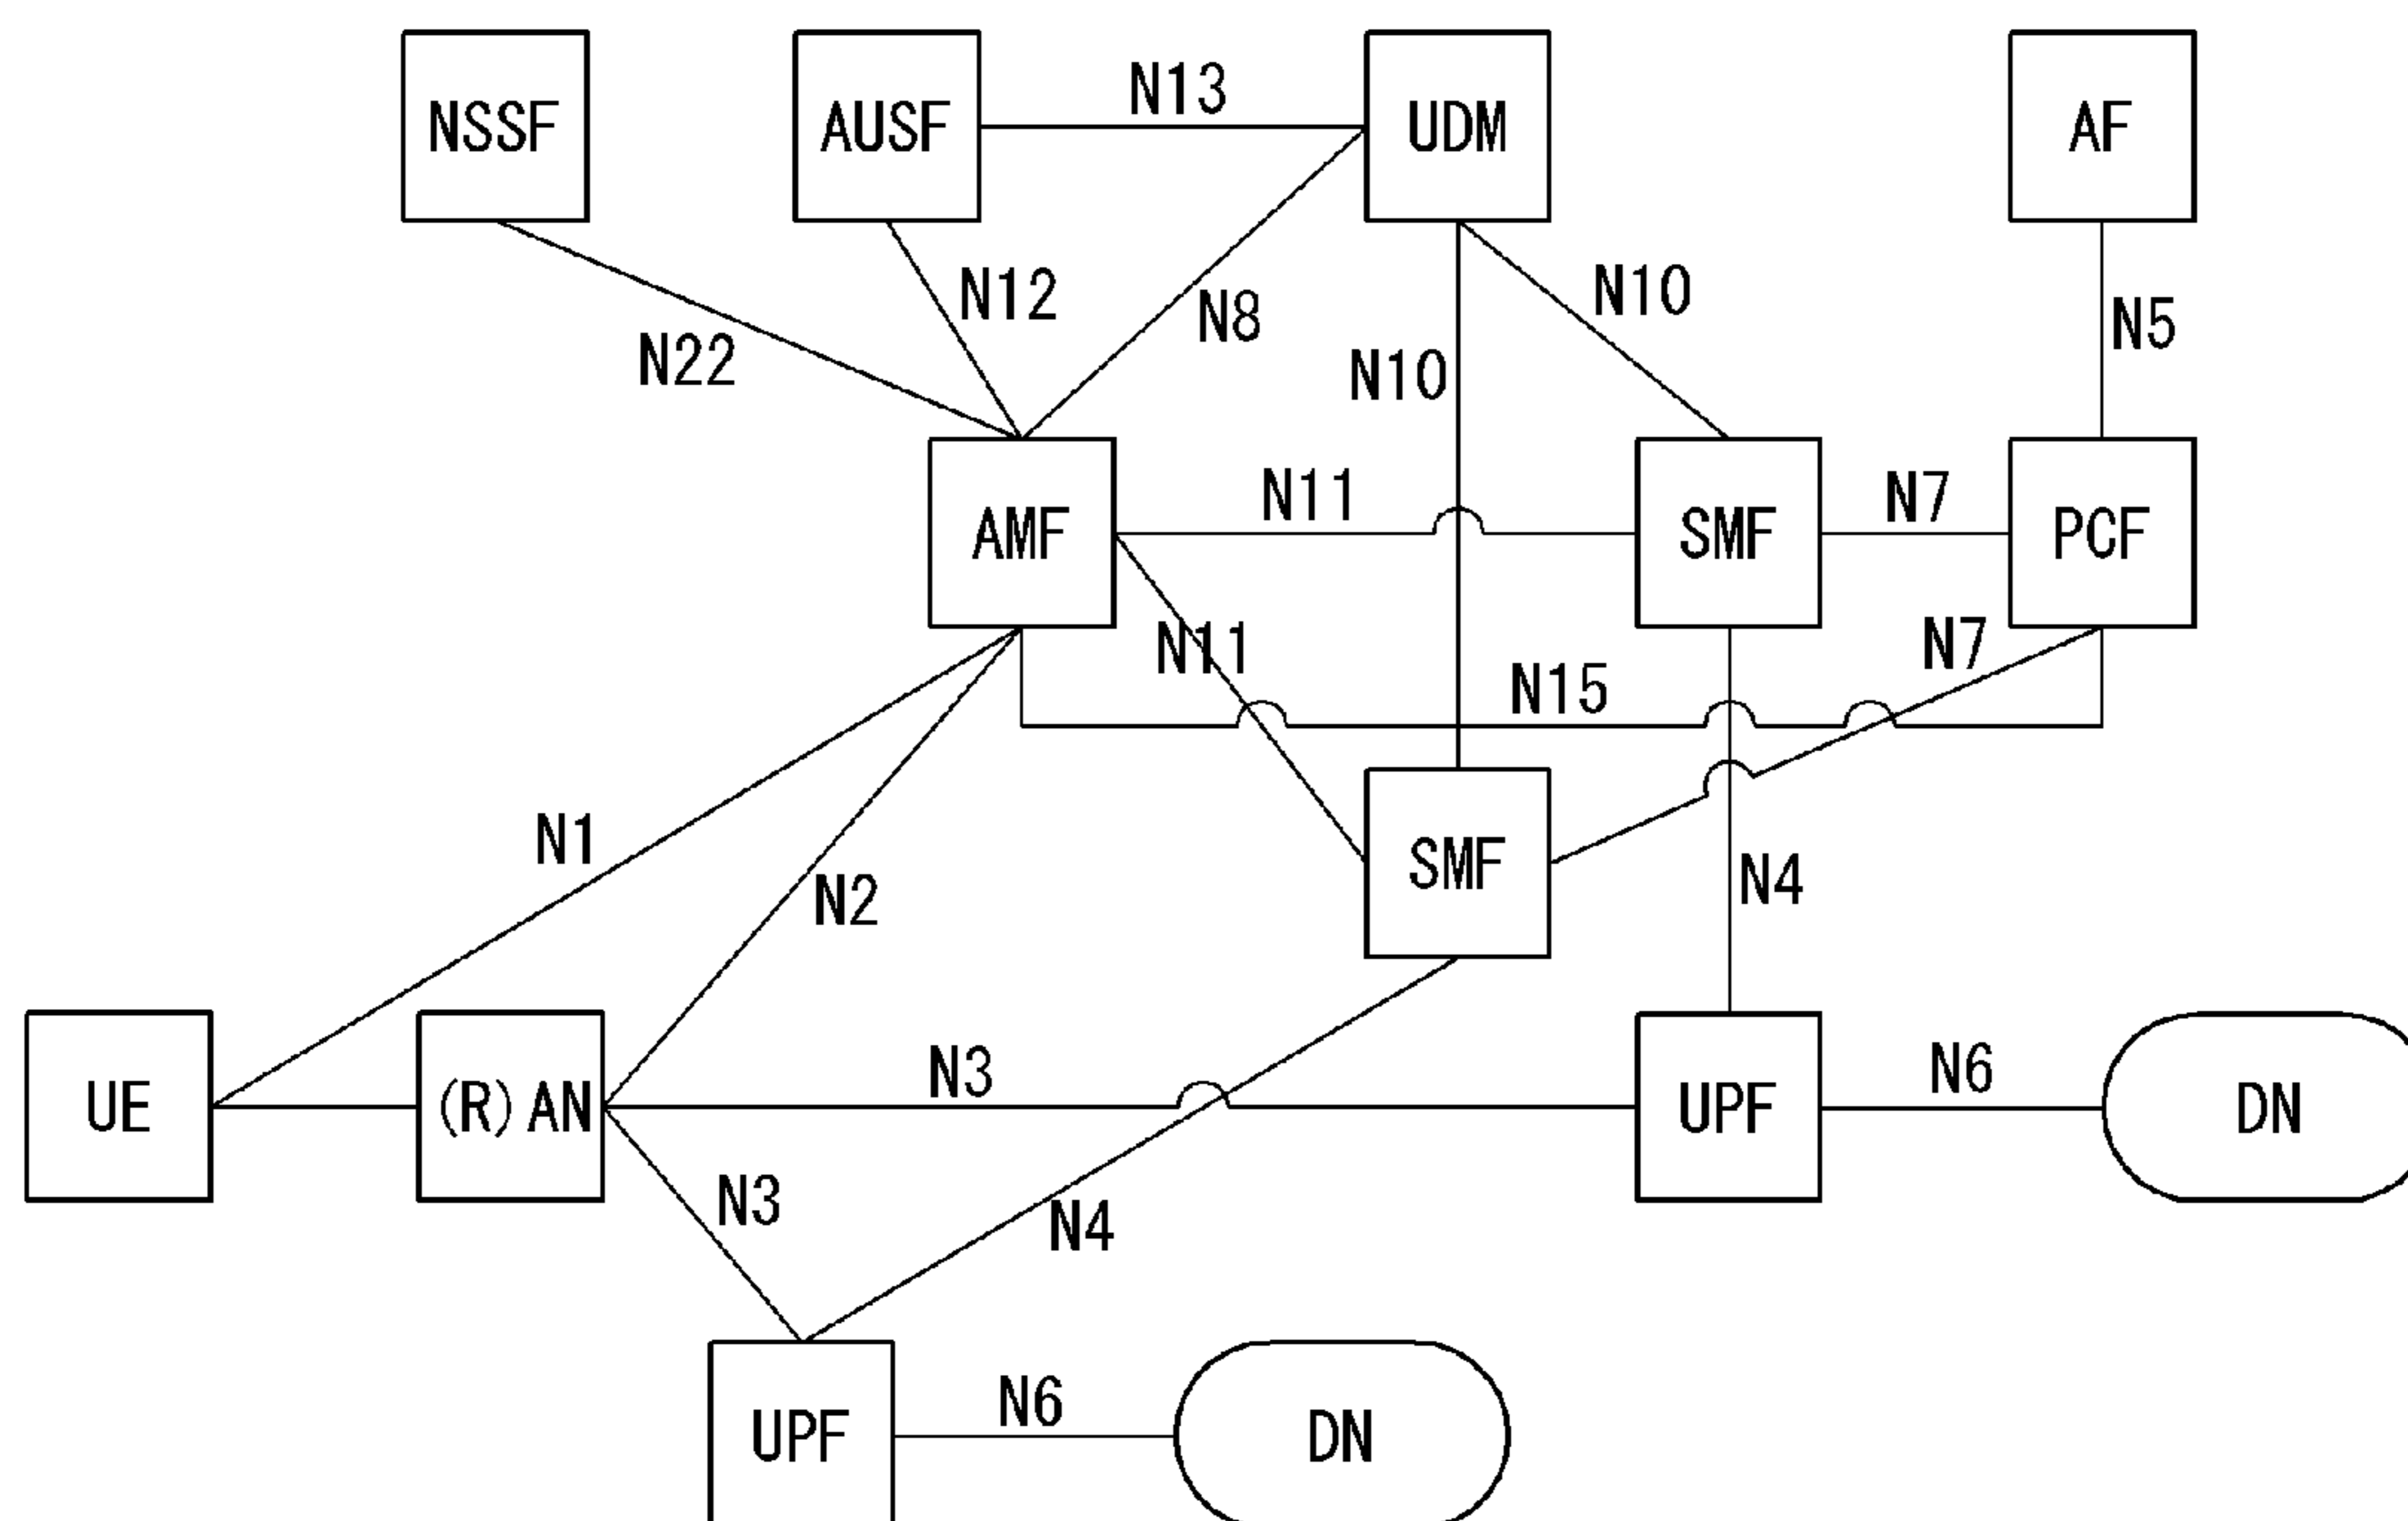 NSSF
AUSF
N13
UDM
AF
N12
N8
N10
N5
N22
N10
AMF
N11
SMF
N7
PCF
N11
N7
N15
N1
N2
SMF
N4
UE
(R) AN
N3
UPF
N6
DN
N3
N4
UPF
N6
DN